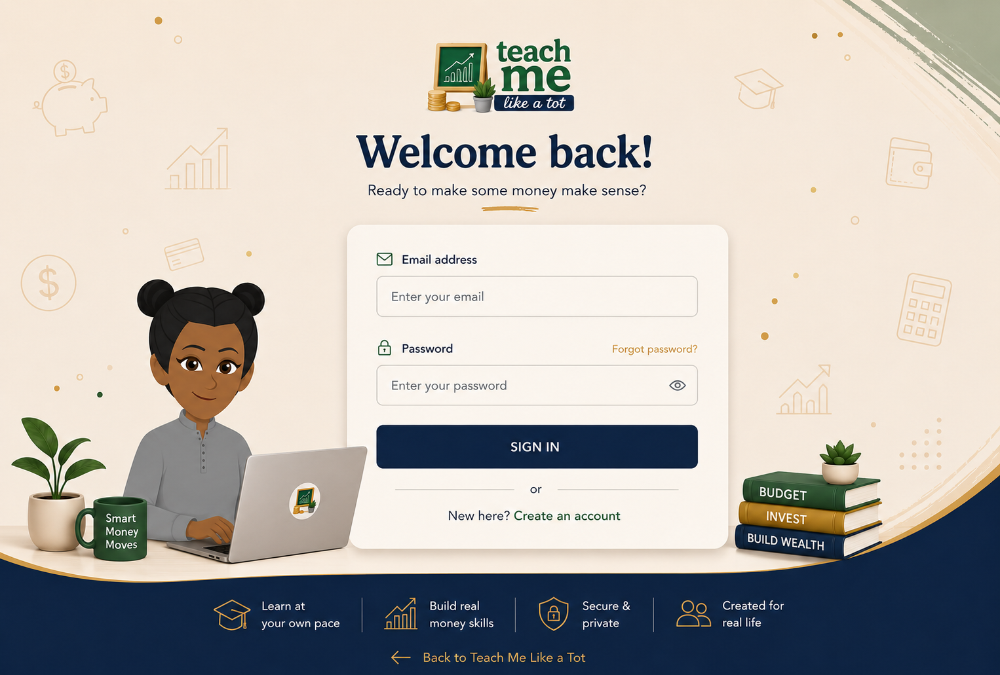 teach
me
like a tot
Welcome back!
Ready to make some money make sense?
Email address
Enter your email
Password
Forgot password?
Enter your password
SIGN IN
or
New here? Create an account
Smart
Money
Moves
BUDGET
INVEST
BUILD WEALTH
Learn at
your own pace
Build real
money skills
Secure &
private
Created for
real life
Back to Teach Me Like a Tot